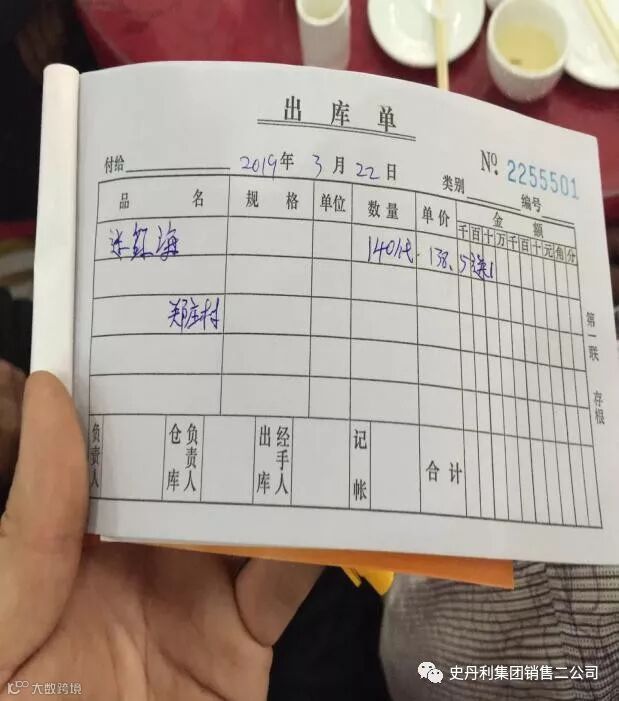 出库单
付给 2019年3月22日 类别 编号
№ 2255501
品名 规格 单位 数量 单价 金额
千百十万千百十元角分
140代 138. 5送1
郑庄村
第一联 存根
负责人 仓库负责人 出库经手人 记帐 合计
史丹利集团销售二公司
大数跨境